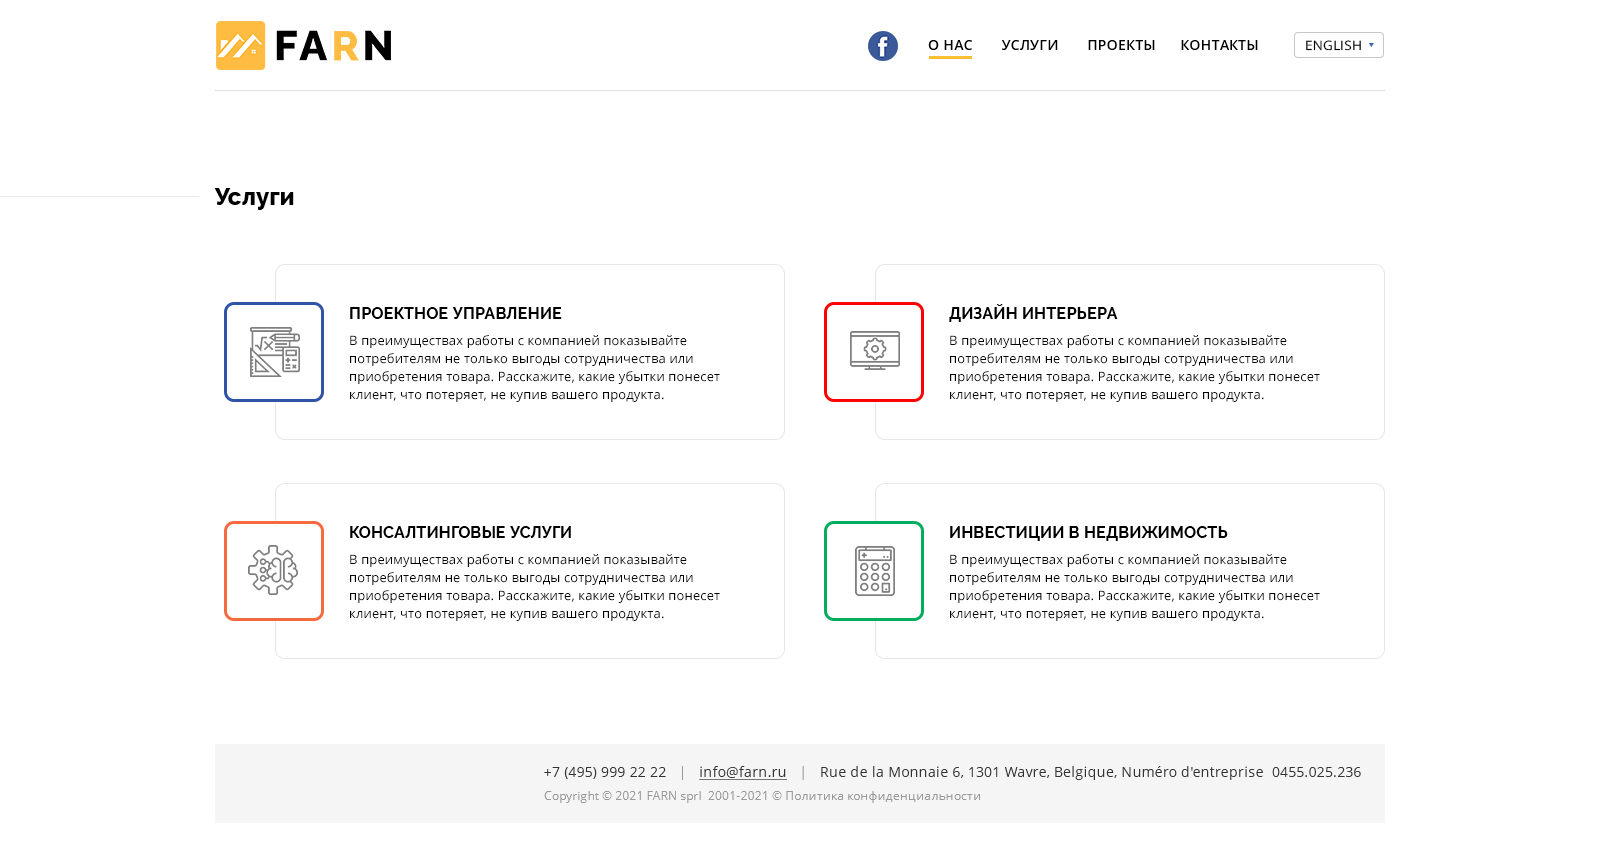 FARN
О НАС УСЛУГИ ПРОЕКТЫ КОНТАКТЫ ENGLISH
Услуги
ПРОЕКТНОЕ УПРАВЛЕНИЕ
В преимуществах работы с компанией показывайте
потребителям не только выгоды сотрудничества или
приобретения товара. Расскажите, какие убытки понесет
клиент, что потеряет, не купив вашего продукта.
ДИЗАЙН ИНТЕРЬЕРА
В преимуществах работы с компанией показывайте
потребителям не только выгоды сотрудничества или
приобретения товара. Расскажите, какие убытки понесет
клиент, что потеряет, не купив вашего продукта.
КОНСАЛТИНГОВЫЕ УСЛУГИ
В преимуществах работы с компанией показывайте
потребителям не только выгоды сотрудничества или
приобретения товара. Расскажите, какие убытки понесет
клиент, что потеряет, не купив вашего продукта.
ИНВЕСТИЦИИ В НЕДВИЖИМОСТЬ
В преимуществах работы с компанией показывайте
потребителям не только выгоды сотрудничества или
приобретения товара. Расскажите, какие убытки понесет
клиент, что потеряет, не купив вашего продукта.
+7 (495) 999 22 22 | info@farn.ru | Rue de la Monnaie 6, 1301 Wavre, Belgique, Numéro d'entreprise 0455.025.236
Copyright © 2021 FARN sprl 2001-2021 © Политика конфиденциальности